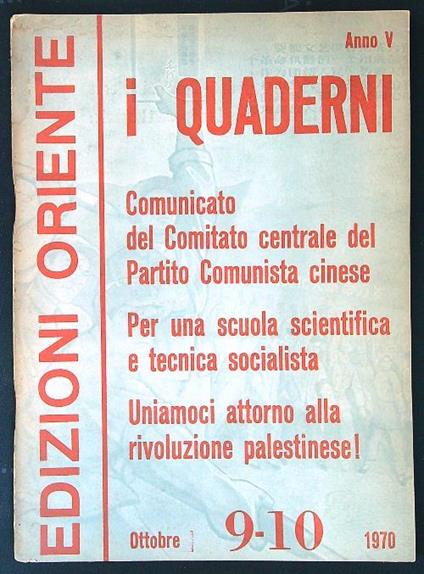 EDIZIONI ORIENTE
Anno V
i QUADERNI
Comunicato
del Comitato centrale del
Partito Comunista cinese
Per una scuola scientifica
e tecnica socialista
Uniamoci attorno alla
rivoluzione palestinese!
Ottobre 9-10 1970